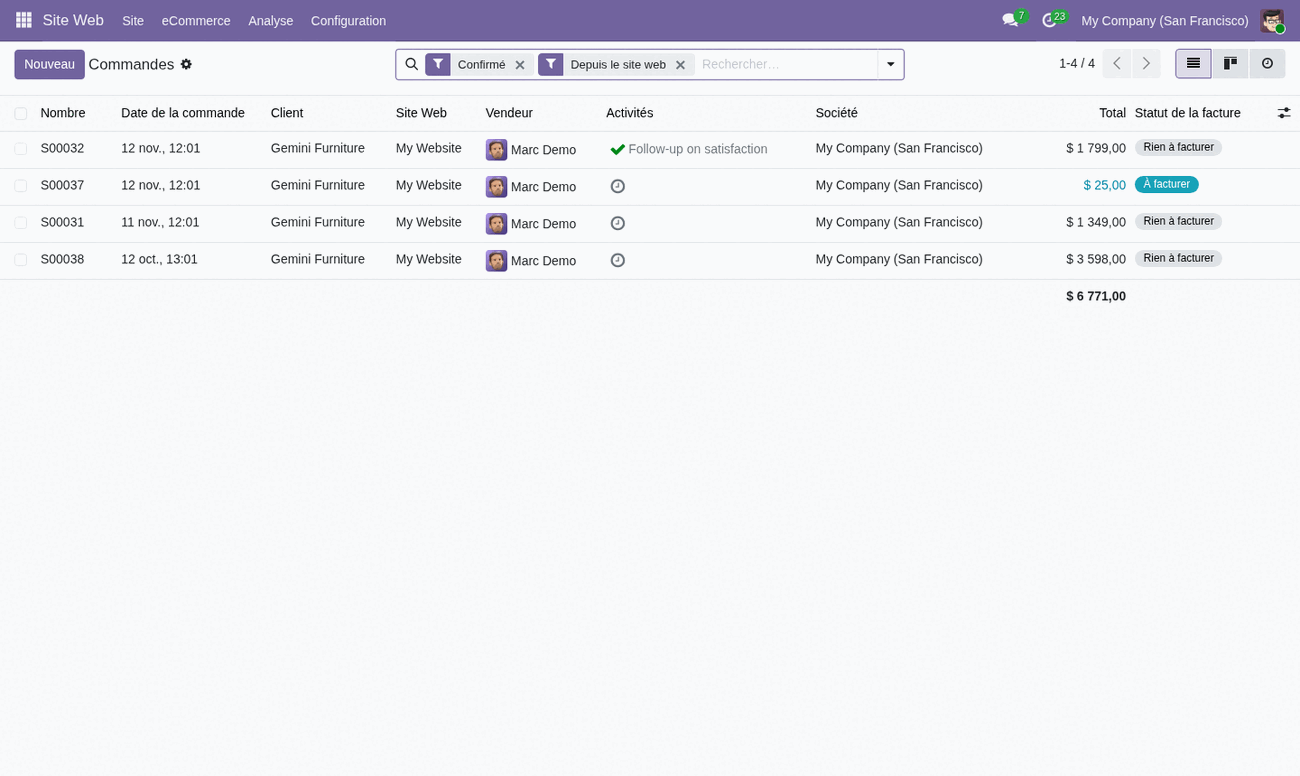 Site Web Site eCommerce Analyse Configuration 7 23 My Company (San Francisco)
Nouveau Commandes Confirmé Depuis le site web Rechercher... 1-4 / 4
Nombre Date de la commande Client Site Web Vendeur Activités Société Total Statut de la facture
S00032 12 nov., 12:01 Gemini Furniture My Website Marc Demo Follow-up on satisfaction My Company (San Francisco) $ 1 799,00 Rien à facturer
S00037 12 nov., 12:01 Gemini Furniture My Website Marc Demo My Company (San Francisco) $ 25,00 À facturer
S00031 11 nov., 12:01 Gemini Furniture My Website Marc Demo My Company (San Francisco) $ 1 349,00 Rien à facturer
S00038 12 oct., 13:01 Gemini Furniture My Website Marc Demo My Company (San Francisco) $ 3 598,00 Rien à facturer
$ 6 771,00